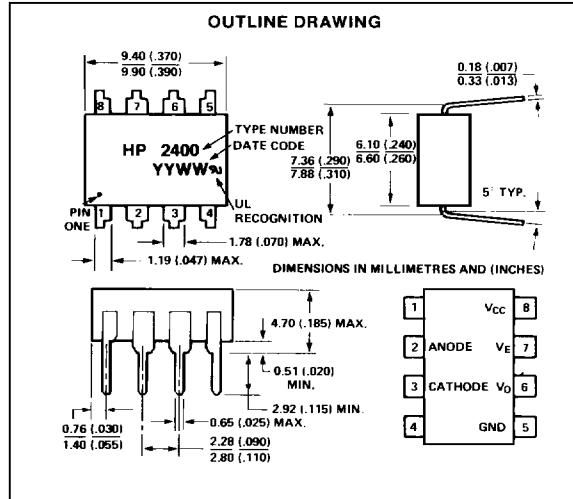 OUTLINE DRAWING
9.40 (.370)
9.90 (.390)
0.18 (.007)
0.33 (.013)
8 7 6 5
HP 2400
YYWW
TYPE NUMBER
DATE CODE
UL
RECOGNITION
PIN
ONE
1 2 3 4
7.36 (.290)
7.88 (.310)
6.10 (.240)
6.60 (.260)
5° TYP.
1.78 (.070) MAX.
1.19 (.047) MAX.
DIMENSIONS IN MILLIMETRES AND (INCHES)
4.70 (.185) MAX.
0.51 (.020)
MIN.
2.92 (.115) MIN.
0.76 (.030)
1.40 (.055)
0.65 (.025) MAX.
2.28 (.090)
2.80 (.110)
1 VCC 8
2 ANODE VE 7
3 CATHODE VO 6
4 GND 5